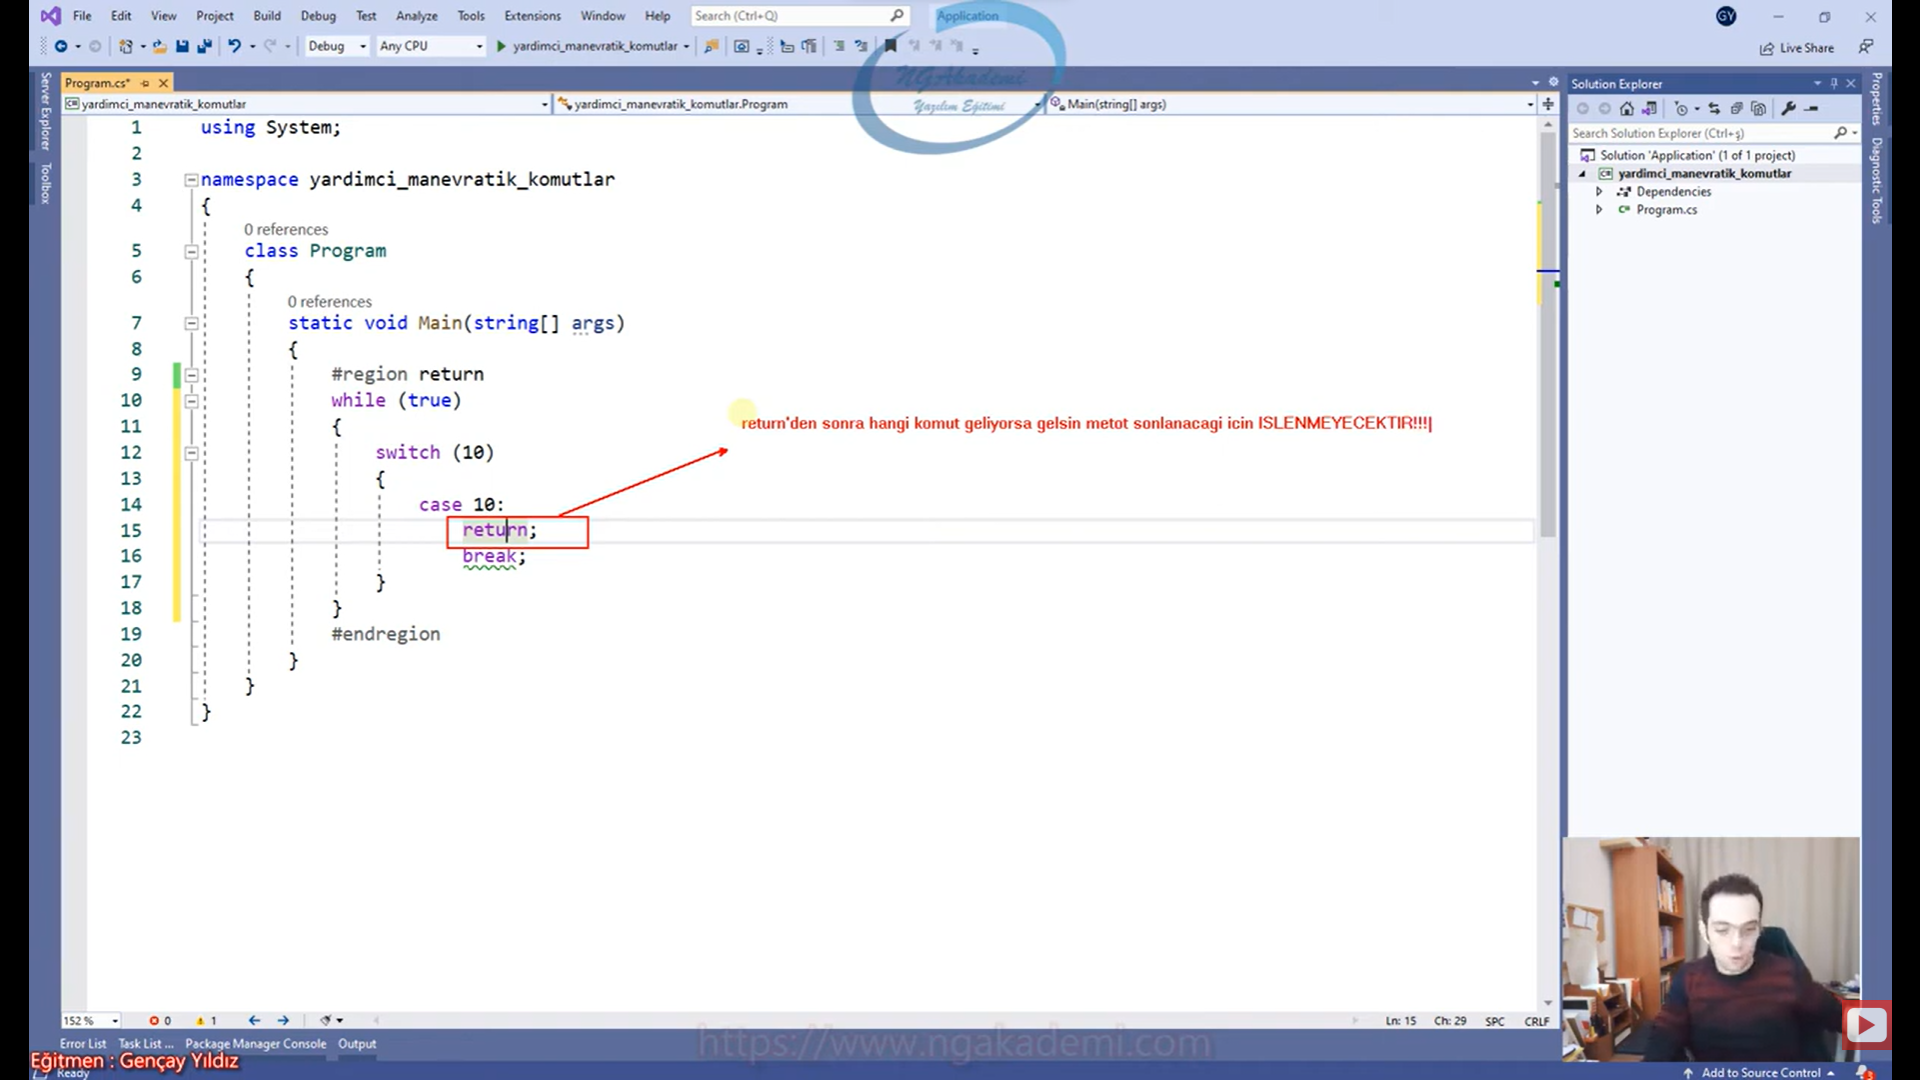 File Edit View Project Build Debug Test Analyze Tools Extensions Window Help Search (Ctrl+Q) Application GY
Debug Any CPU yardimci_manevratik_komutlar Live Share
NGAkademi
Yazılım Eğitimi
Server Explorer
Toolbox
Program.cs*
yardimci_manevratik_komutlar yardimci_manevratik_komutlar.Program Main(string[] args)
1 using System;
2
3 namespace yardimci_manevratik_komutlar
4 {
0 references
5 class Program
6 {
0 references
7 static void Main(string[] args)
8 {
9 #region return
10 while (true)
11 {
return'den sonra hangi komut geliyorsa gelsin metot sonlanacagi icin ISLENMEYECEKTIR!!!
12 switch (10)
13 {
14 case 10:
15 return;
16 break;
17 }
18 }
19 #endregion
20 }
21 }
22 }
23
Solution Explorer
Search Solution Explorer (Ctrl+ş)
Solution 'Application' (1 of 1 project)
yardimci_manevratik_komutlar
Dependencies
Program.cs
Properties
Diagnostic Tools
152 % 0 1 Ln: 15 Ch: 29 SPC CRLF
Error List Task List ... Package Manager Console Output
https://www.ngakademi.com
Eğitmen : Gençay Yıldız
Ready Add to Source Control